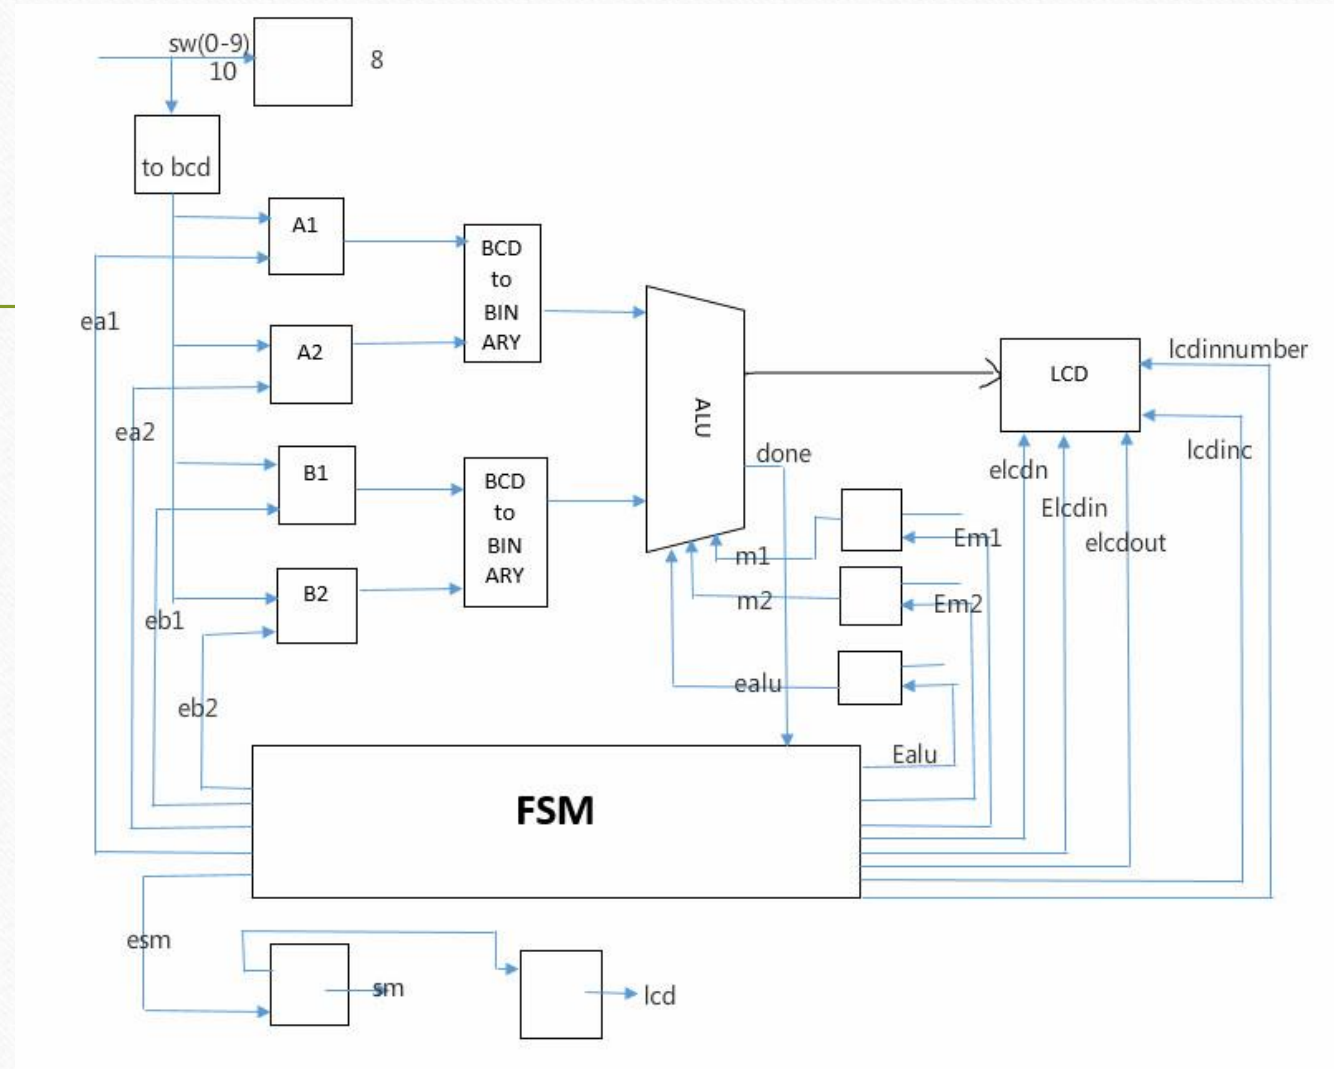 sw(0-9)
10
8
to bcd
A1
BCD
to
BIN
ARY
ea1
A2
ALU
LCD
lcdinnumber
ea2
B1
BCD
to
BIN
ARY
done
elcdn
lcdinc
Elcdin
elcdout
Em1
m1
B2
m2
Em2
eb1
ealu
eb2
Ealu
FSM
esm
sm
lcd